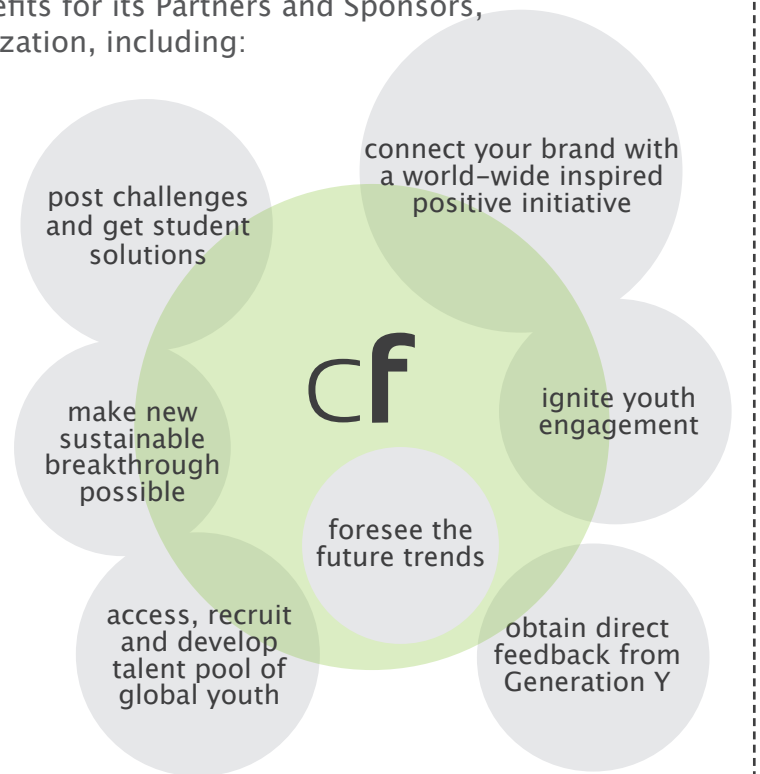 efits for its Partners and Sponsors,
zation, including:
connect your brand with
a world-wide inspired
positive initiative
post challenges
and get student
solutions
cf
ignite youth
engagement
make new
sustainable
breakthrough
possible
foresee the
future trends
access, recruit
and develop
talent pool of
global youth
obtain direct
feedback from
Generation Y